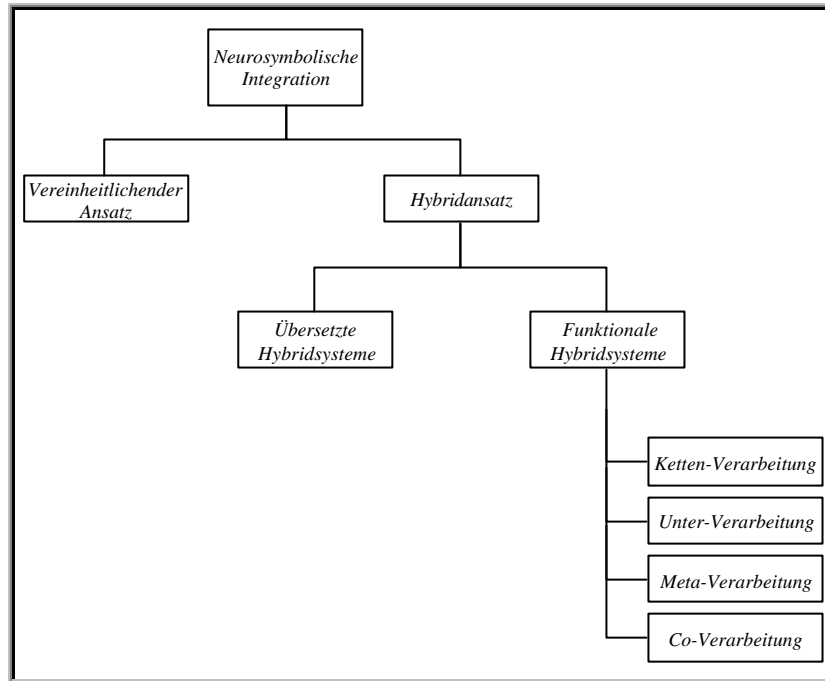 Neurosymbolische
Integration
Vereinheitlichender
Ansatz
Hybridansatz
Übersetzte
Hybridsysteme
Funktionale
Hybridsysteme
Ketten-Verarbeitung
Unter-Verarbeitung
Meta-Verarbeitung
Co-Verarbeitung